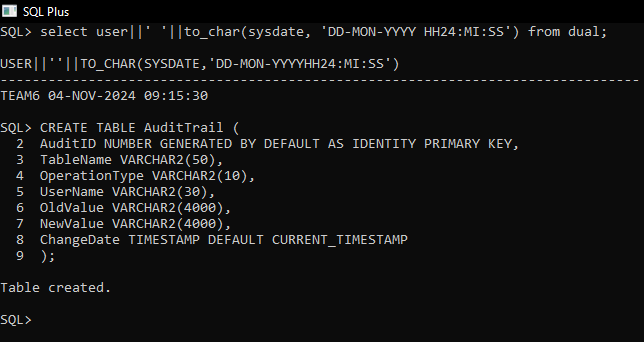 SQL Plus
SQL> select user||' '||to_char(sysdate, 'DD-MON-YYYY HH24:MI:SS') from dual;
USER||''||TO_CHAR(SYSDATE,'DD-MON-YYYYHH24:MI:SS')
--------------------------------------------------------------------------------
TEAM6 04-NOV-2024 09:15:30
SQL> CREATE TABLE AuditTrail (
2 AuditID NUMBER GENERATED BY DEFAULT AS IDENTITY PRIMARY KEY,
3 TableName VARCHAR2(50),
4 OperationType VARCHAR2(10),
5 UserName VARCHAR2(30),
6 OldValue VARCHAR2(4000),
7 NewValue VARCHAR2(4000),
8 ChangeDate TIMESTAMP DEFAULT CURRENT_TIMESTAMP
9 );
Table created.
SQL>